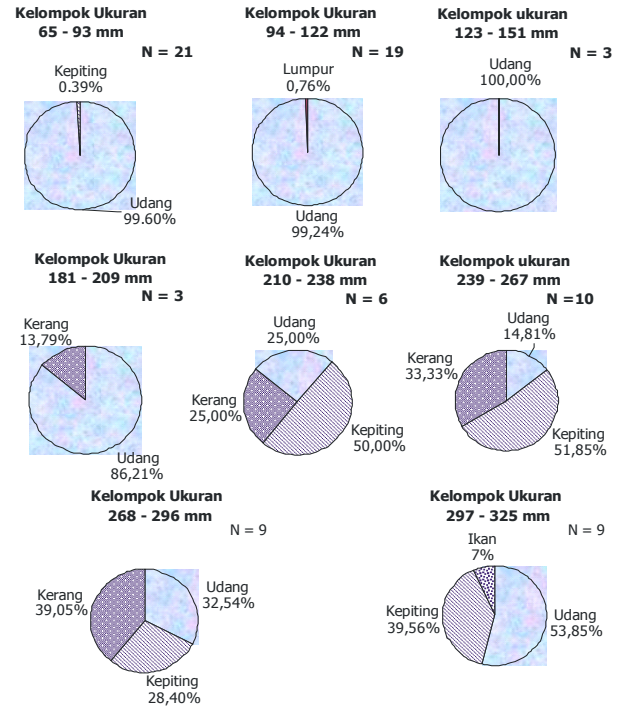 Kelompok Ukuran
65 - 93 mm
N = 21
Kepiting
0.39%
Udang
99.60%
Kelompok Ukuran
94 - 122 mm
N = 19
Lumpur
0,76%
Udang
99,24%
Kelompok ukuran
123 - 151 mm
N = 3
Udang
100,00%
Kelompok Ukuran
181 - 209 mm
N = 3
Kerang
13,79%
Udang
86,21%
Kelompok Ukuran
210 - 238 mm
N = 6
Udang
25,00%
Kerang
25,00%
Kepiting
50,00%
Kelompok ukuran
239 - 267 mm
N =10
Udang
14,81%
Kerang
33,33%
Kepiting
51,85%
Kelompok Ukuran
268 - 296 mm
N = 9
Kerang
39,05%
Udang
32,54%
Kepiting
28,40%
Kelompok Ukuran
297 - 325 mm
N = 9
Ikan
7%
Kepiting
39,56%
Udang
53,85%